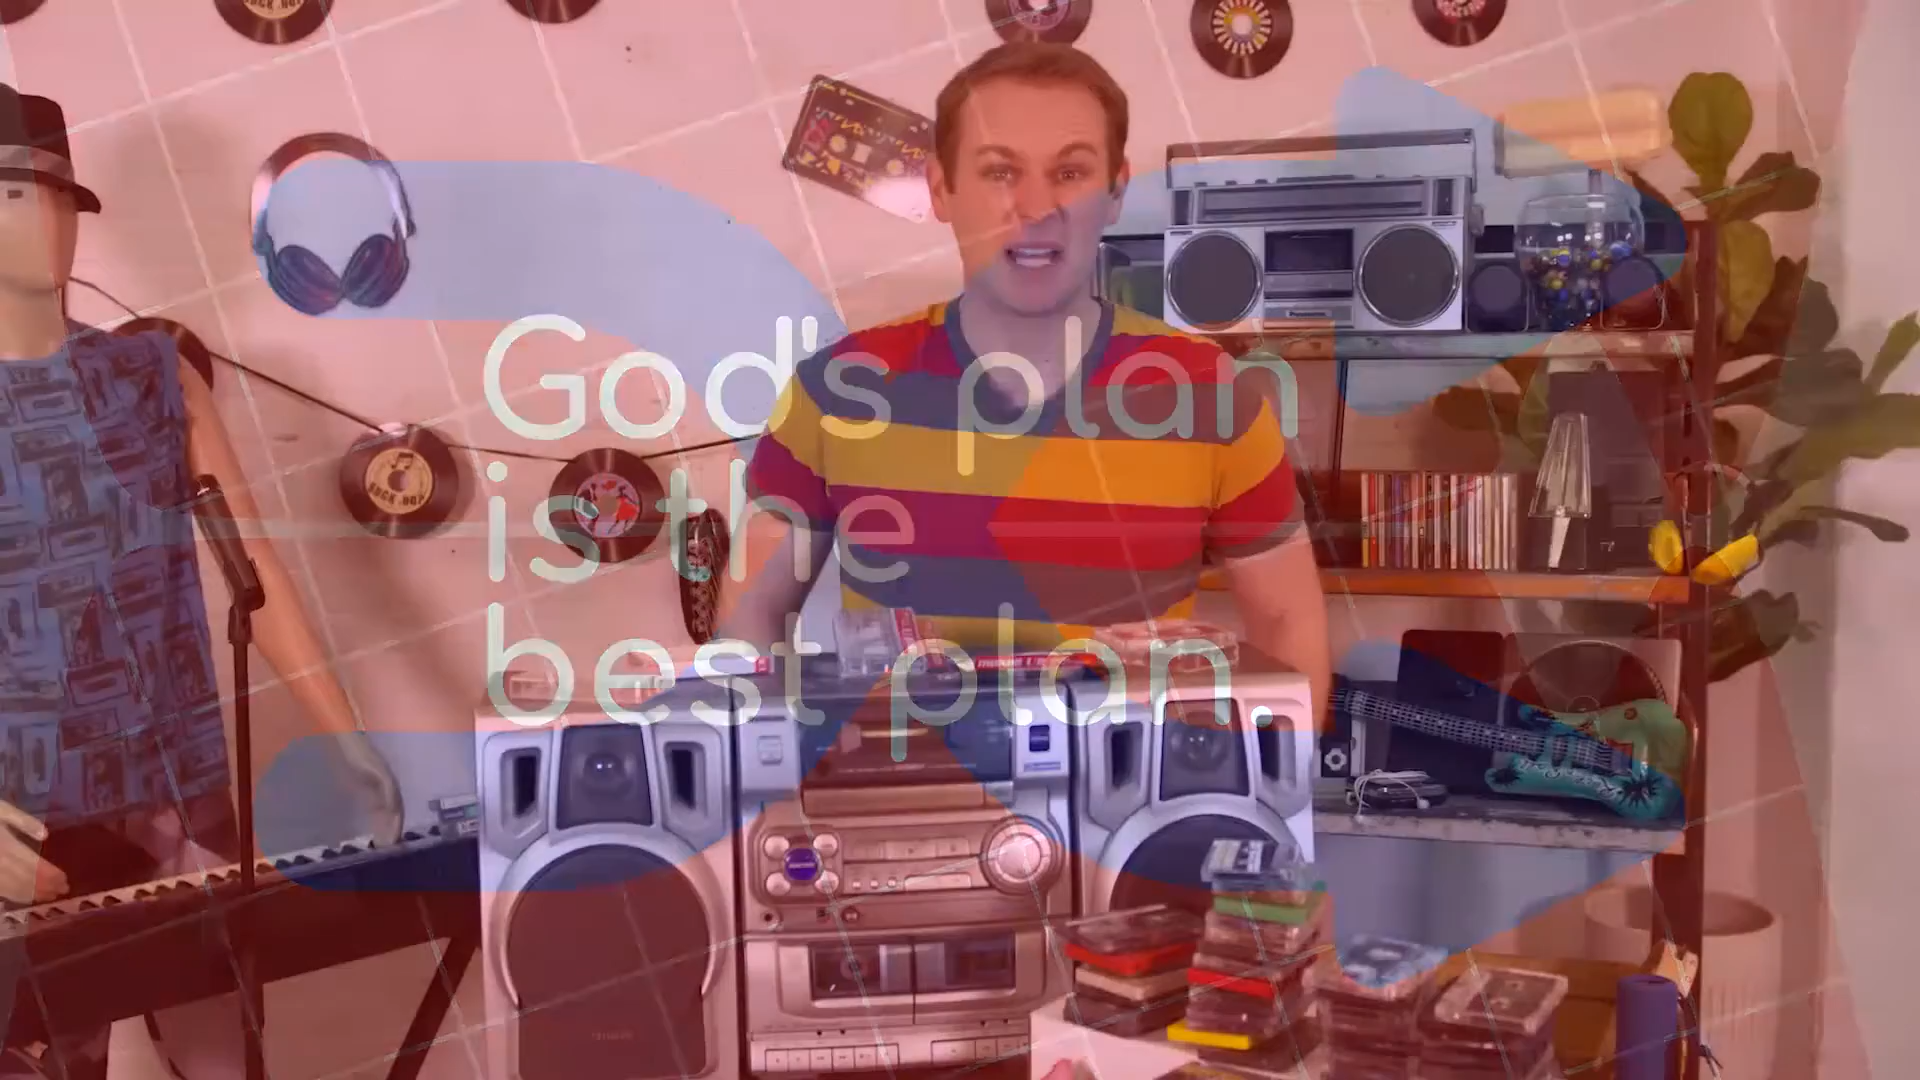 God's plan
is the
best plan.